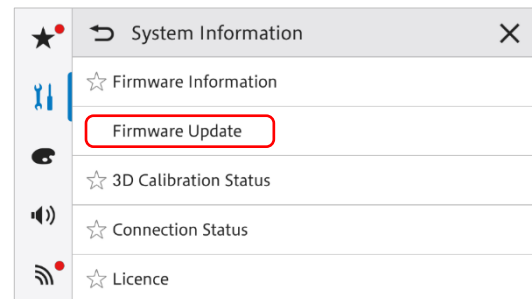 System Information
Firmware Information
Firmware Update
3D Calibration Status
Connection Status
Licence